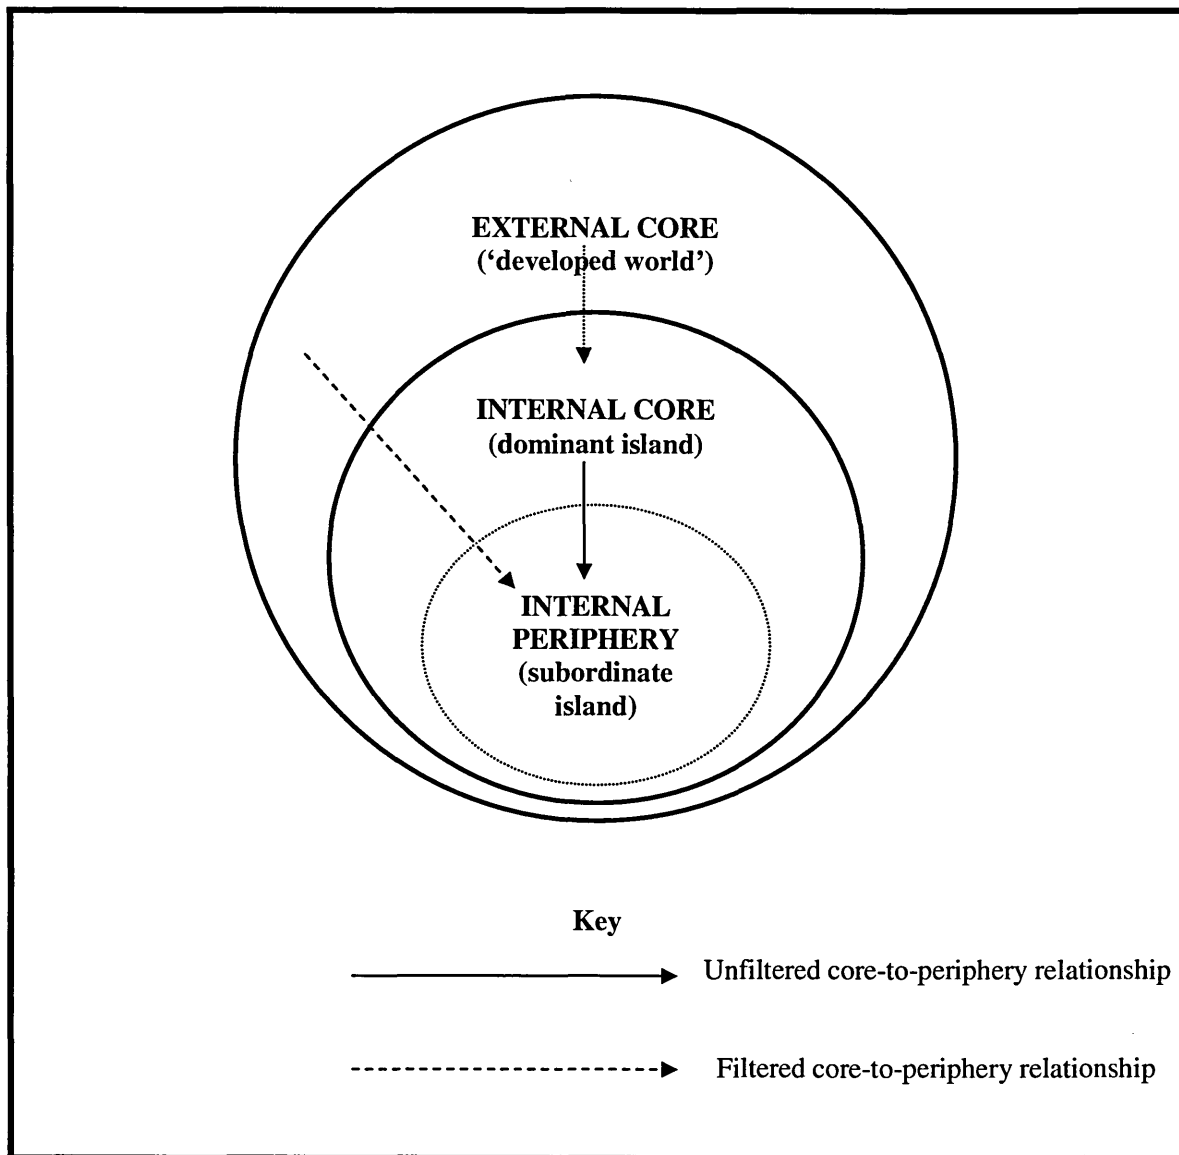 EXTERNAL CORE
(‘developed world’)
INTERNAL CORE
(dominant island)
INTERNAL
PERIPHERY
(subordinate
island)
Key
Unfiltered core-to-periphery relationship
Filtered core-to-periphery relationship